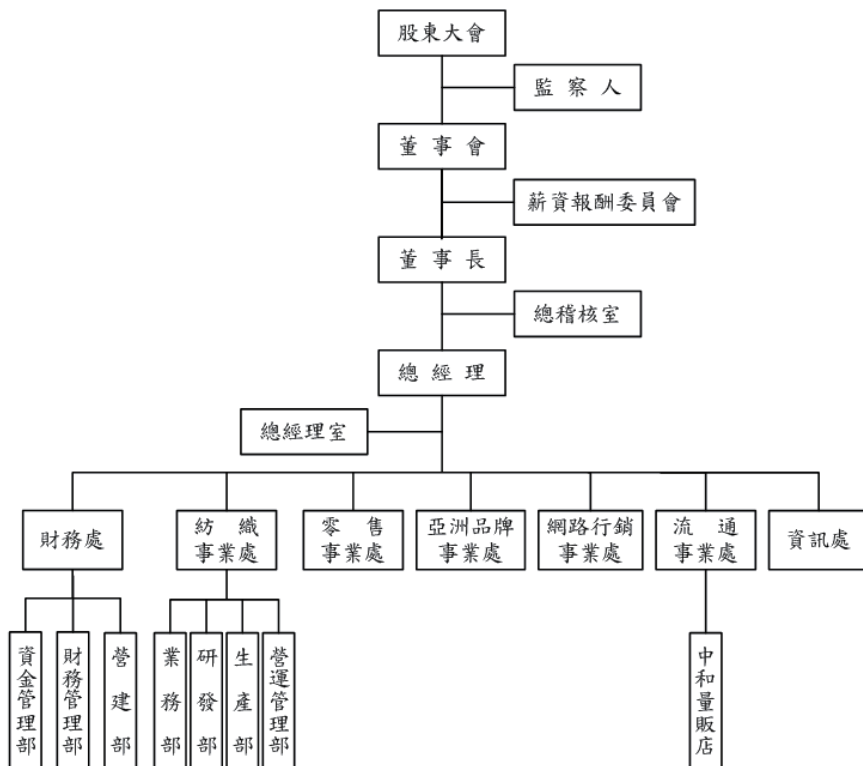 股東大會
監察人
董事會
薪資報酬委員會
董事長
總稽核室
總經理
總經理室
財務處
紡織
事業處
零售
事業處
亞洲品牌
事業處
網路行銷
事業處
流通
事業處
資訊處
資金管理部
財務管理部
營建部
業務部
研發部
生產部
營運管理部
中和量販店